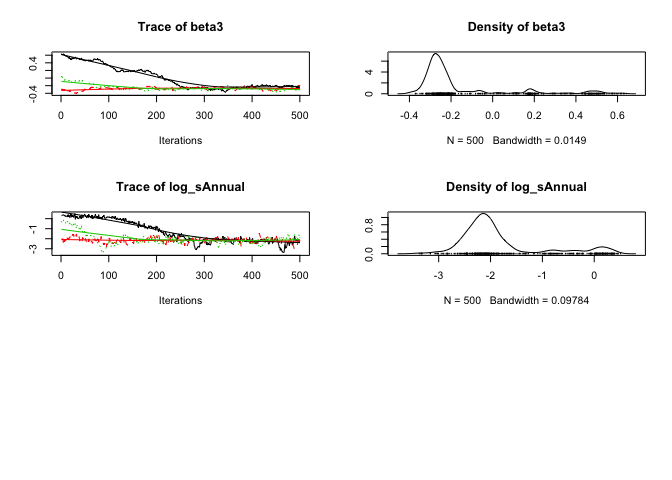 Trace of beta3
Density of beta3
0.4
-0.4
0 100 200 300 400 500
Iterations
4
0
-0.4 -0.2 0.0 0.2 0.4 0.6
N = 500 Bandwidth = 0.0149
Trace of log_sAnnual
Density of log_sAnnual
-1
-3
0 100 200 300 400 500
Iterations
0.8
0.0
-3 -2 -1 0
N = 500 Bandwidth = 0.09784